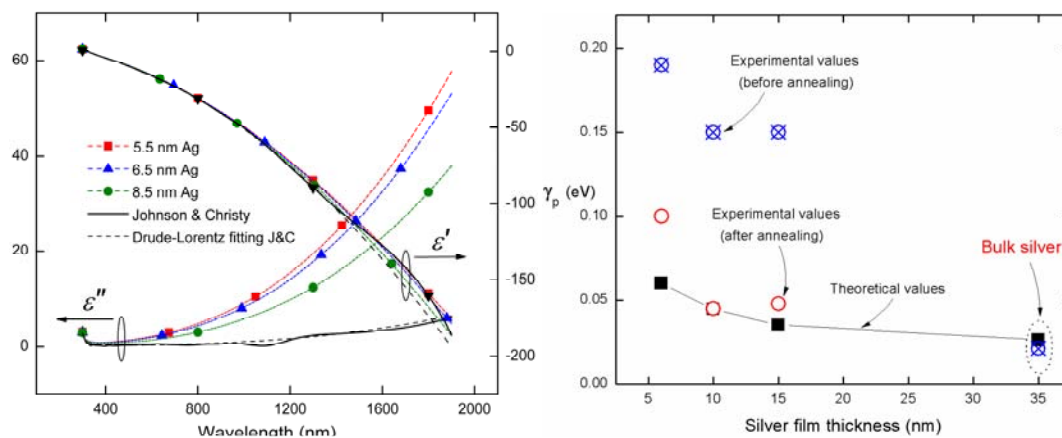 60
40
20
0
400
800
1200
1600
2000
Wavelength (nm)
0
-50
-100
-150
-200
5.5 nm Ag
6.5 nm Ag
8.5 nm Ag
Johnson & Christy
Drude-Lorentz fitting J&C
ε'
ε"
0.20
0.15
0.10
0.05
0.00
γp (eV)
5
10
15
20
25
30
35
Silver film thickness (nm)
Experimental values
(before annealing)
Experimental values
(after annealing)
Bulk silver
Theoretical values